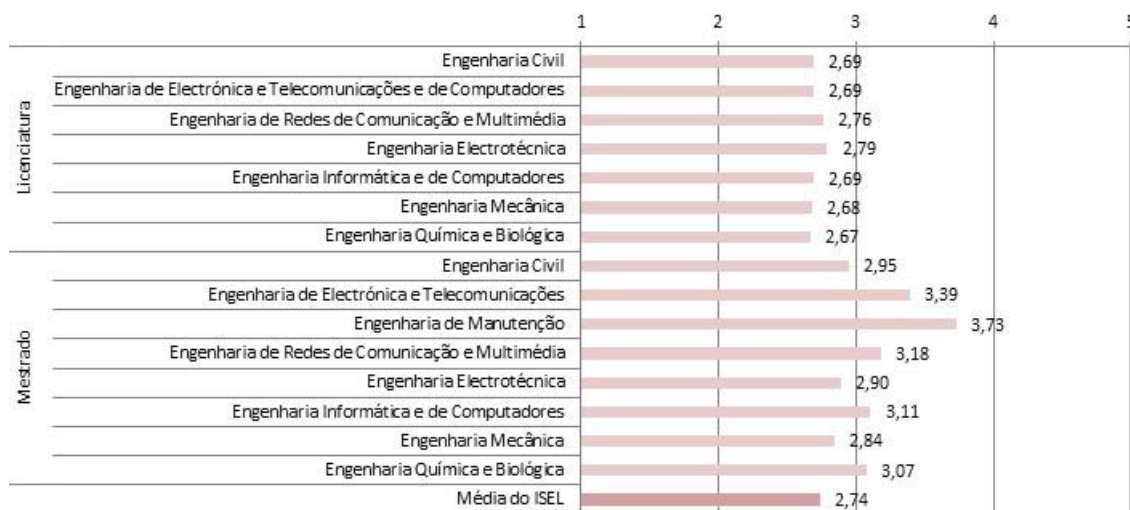 1 2 3 4 5
Licenciatura
Engenharia Civil 2,69
Engenharia de Electrónica e Telecomunicações e de Computadores 2,69
Engenharia de Redes de Comunicação e Multimédia 2,76
Engenharia Electrotécnica 2,79
Engenharia Informática e de Computadores 2,69
Engenharia Mecânica 2,68
Engenharia Química e Biológica 2,67
Mestrado
Engenharia Civil 2,95
Engenharia de Electrónica e Telecomunicações 3,39
Engenharia de Manutenção 3,73
Engenharia de Redes de Comunicação e Multimédia 3,18
Engenharia Electrotécnica 2,90
Engenharia Informática e de Computadores 3,11
Engenharia Mecânica 2,84
Engenharia Química e Biológica 3,07
Média do ISEL 2,74